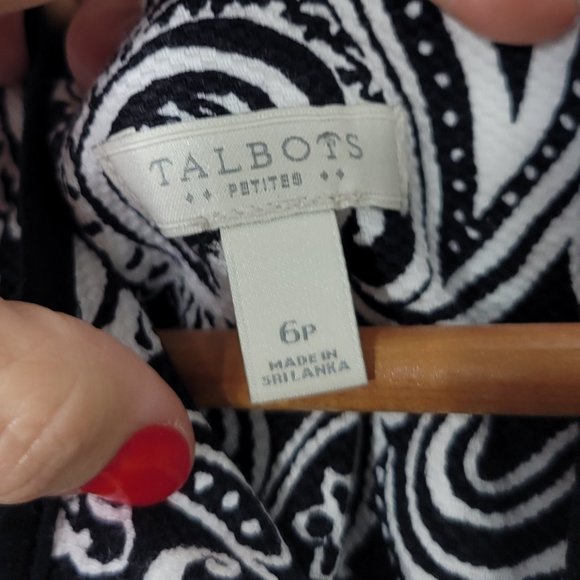 TALBOTS
PETITES
6P
MADE IN
SRI LANKA